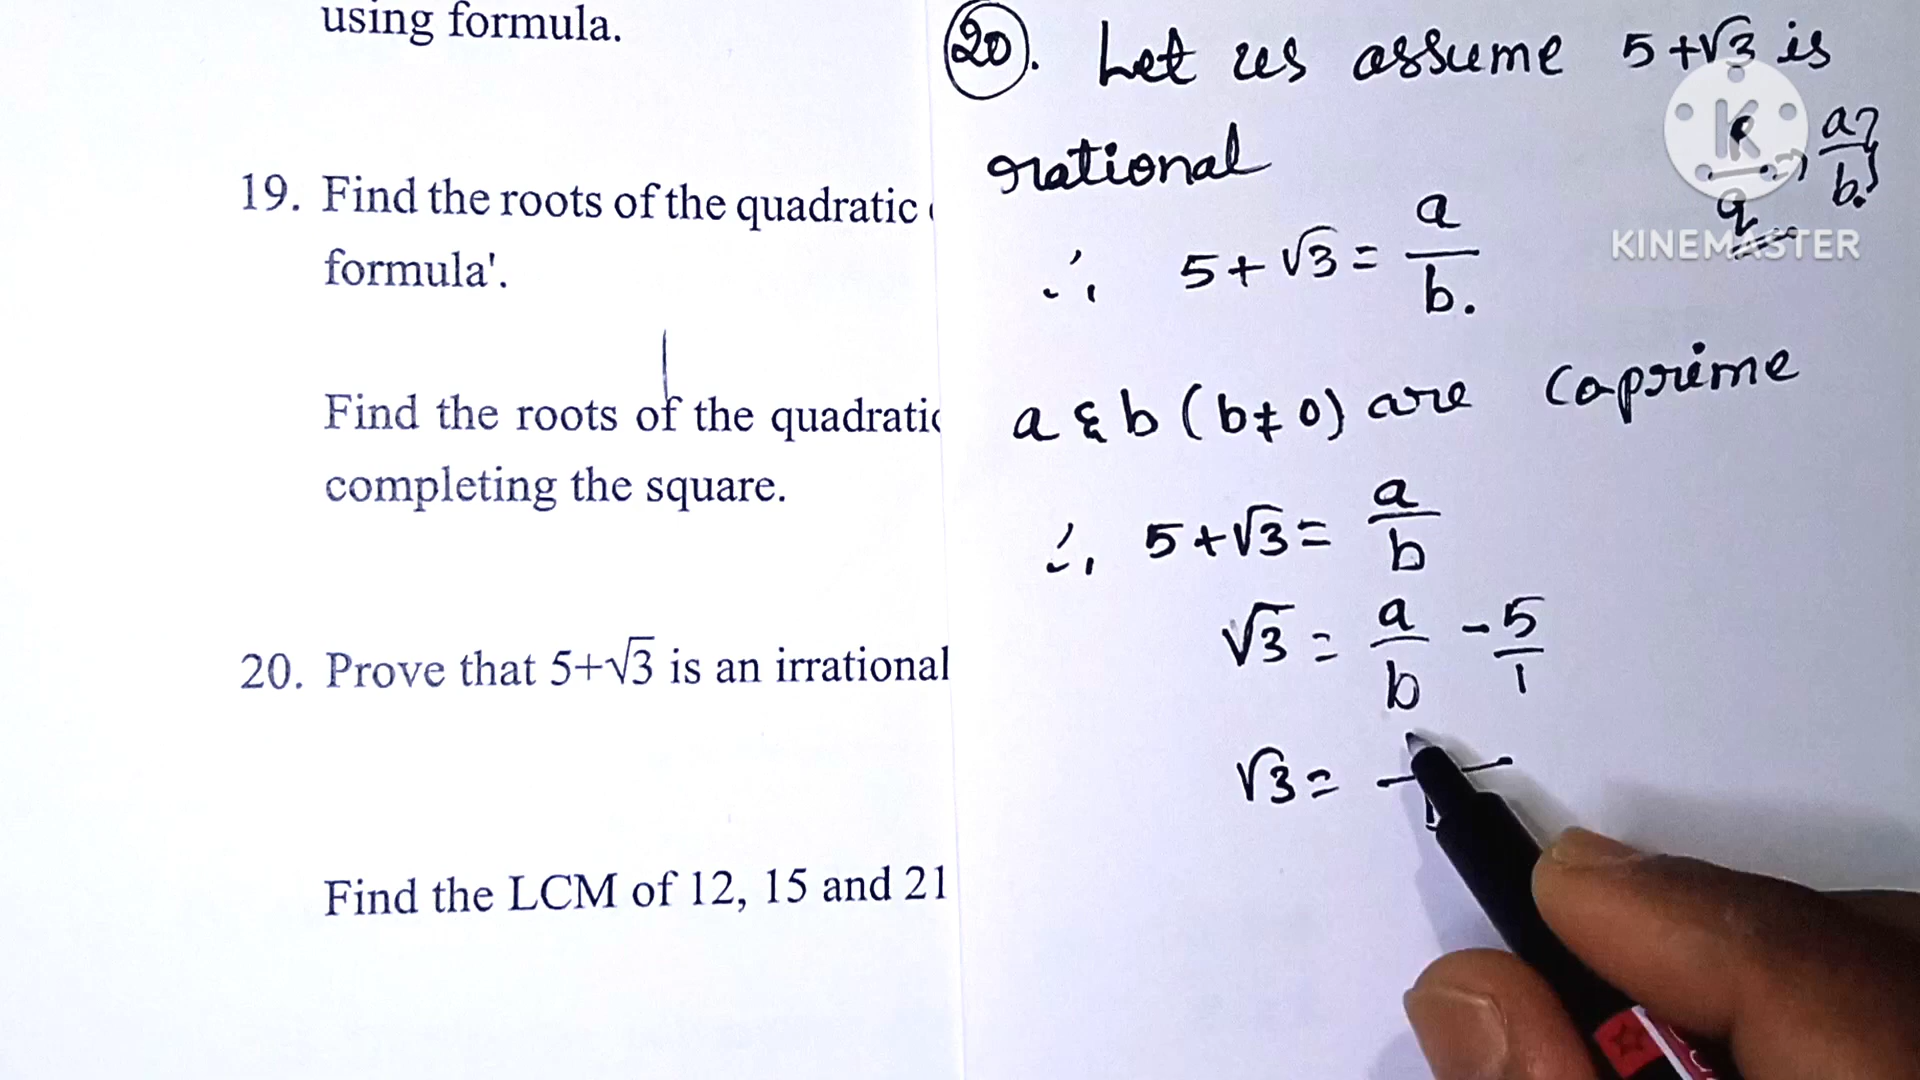 using formula.
19. Find the roots of the quadratic
formula'.
Find the roots of the quadratic
completing the square.
20. Prove that 5+√3 is an irrational
Find the LCM of 12, 15 and 21
20. Let us assume 5+√3 is
rational
a/b
q
K
KINEMASTER
∴ 5+√3 = a/b.
a & b (b≠0) are coprime
∴ 5+√3 = a/b
√3 = a/b - 5/1
√3 =